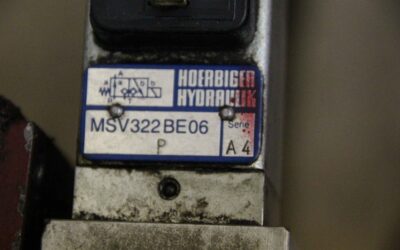 HOERBIGER
HYDRAULIK
MSV322BE06
Serie
P
A 4